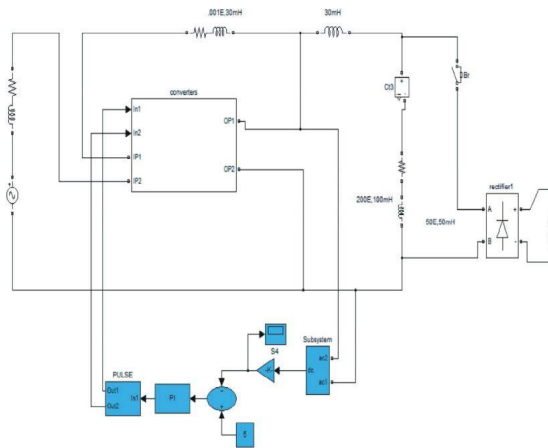 .001E,30mH
30mH
converters
In1
In2
IP1
IP2
OP1
OP2
Ct3
Br
200E,100mH
50E,50mH
rectifier1
A
B
+
-
PULSE
Out1
Out2
In1
PI
S4
Subsystem
ac2
dc
ac1